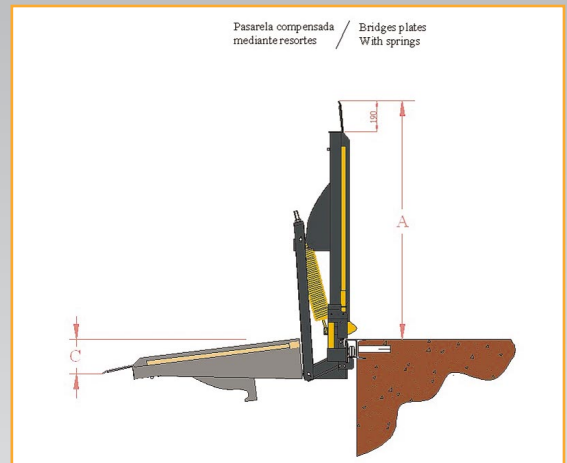 Pasarela compensada
mediante resortes
/
Bridges plates
With springs
190
A
C